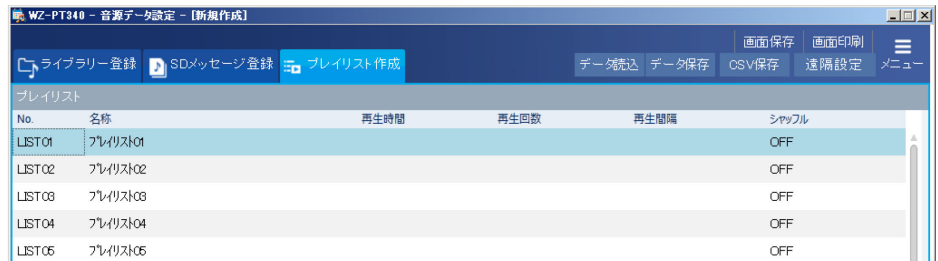 WZ-PT340 - 音源データ設定 - [新規作成]
画面保存 画面印刷
ライブラリー登録 SDメッセージ登録 プレイリスト作成 データ読込 データ保存 CSV保存 遠隔設定 メニュー
プレイリスト
No. 名称 再生時間 再生回数 再生間隔 シャッフル
LIST01 プレイリスト01 OFF
LIST02 プレイリスト02 OFF
LIST03 プレイリスト03 OFF
LIST04 プレイリスト04 OFF
LIST05 プレイリスト05 OFF